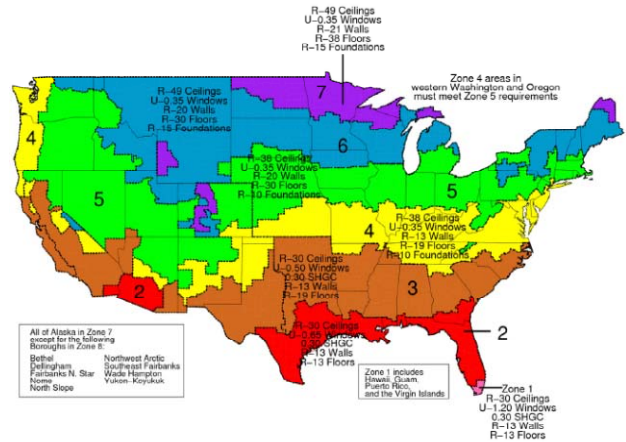 R-49 Ceilings
U-0.35 Windows
R-21 Walls
R-38 Floors
R-15 Foundations
Zone 4 areas in
western Washington and Oregon
must meet Zone 5 requirements
7
R-49 Ceilings
U-0.35 Windows
R-20 Walls
R-30 Floors
R-15 Foundations
4
6
R-38 Ceilings
U-0.35 Windows
R-20 Walls
R-30 Floors
R-10 Foundations
5
5
4
R-38 Ceilings
U-0.35 Windows
R-13 Walls
R-19 Floors
R-10 Foundations
R-30 Ceilings
U-0.50 Windows
0.30 SHGC
R-13 Walls
R-19 Floors
2
3
R-30 Ceilings
U-0.65 Windows
0.30 SHGC
R-13 Walls
R-13 Floors
2
All of Alaska in Zone 7
except for the following
Boroughs in Zone 8:
Bethel Northwest Arctic
Dellingham Southeast Fairbanks
Fairbanks N. Star Wade Hampton
Nome Yukon-Koyukuk
North Slope
Zone 1 includes
Hawaii, Guam,
Puerto Rico,
and the Virgin Islands
Zone 1
R-30 Ceilings
U-1.20 Windows
0.30 SHGC
R-13 Walls
R-13 Floors